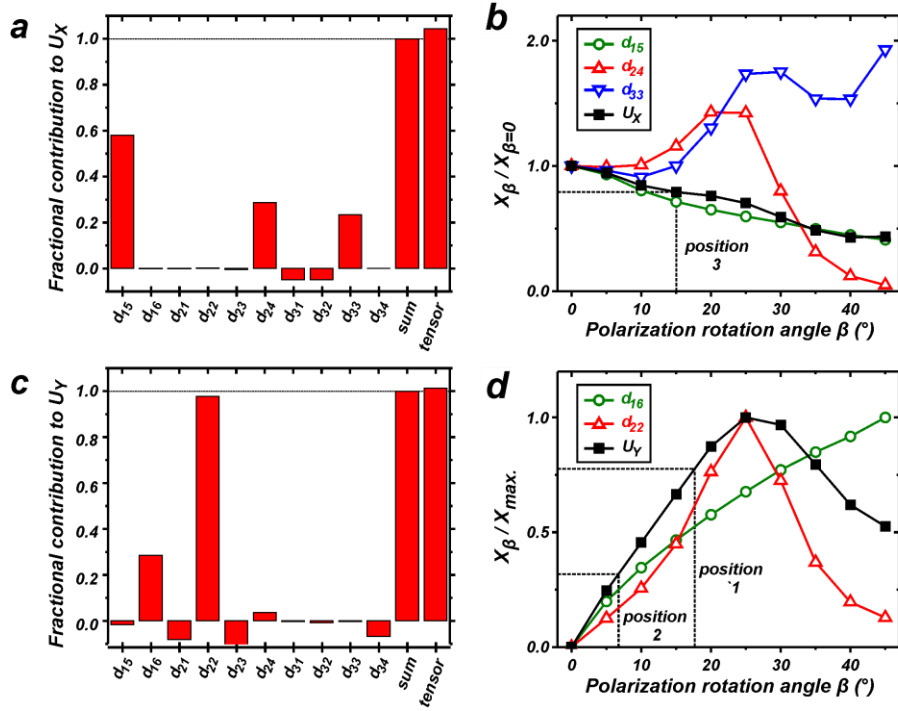 a
Fractional contribution to U_X
1.0
0.8
0.6
0.4
0.2
0.0
d15
d16
d21
d22
d23
d24
d31
d32
d33
d34
sum
tensor
b
X_β / X_β=0
2.0
1.0
0.0
d15
d24
d33
U_X
position
3
0 10 20 30 40
Polarization rotation angle β (°)
c
Fractional contribution to U_Y
1.0
0.8
0.6
0.4
0.2
0.0
d15
d16
d21
d22
d23
d24
d31
d32
d33
d34
sum
tensor
d
X_β / X_max.
1.0
0.5
0.0
d16
d22
U_Y
position
`1
position
2
0 10 20 30 40
Polarization rotation angle β (°)